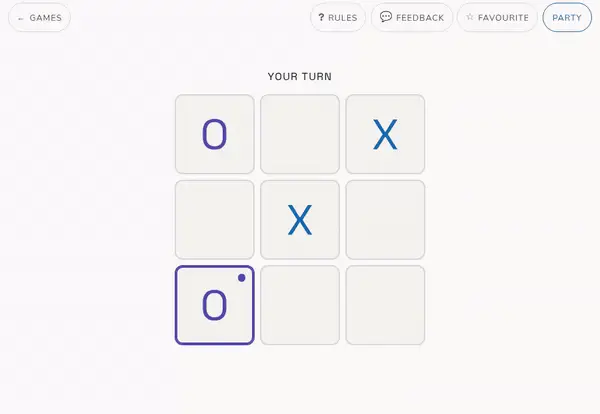 ← GAMES
? RULES
💬 FEEDBACK
☆ FAVOURITE
PARTY
YOUR TURN
O X
X
O